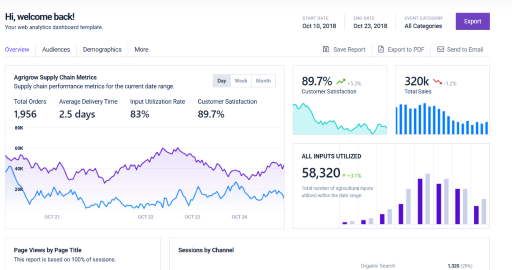 Hi, welcome back!
Your web analytics dashboard template.
START DATE
Oct 10, 2018
END DATE
Oct 23, 2018
EVENT CATEGORY
All Categories
Export
Overview
Audiences
Demographics
More
Save Report
Export to PDF
Send to Email
Agrigrow Supply Chain Metrics
Supply chain performance metrics for the current date range.
Day
Week
Month
Total Orders
1,956
Average Delivery Time
2.5 days
Input Utilization Rate
83%
Customer Satisfaction
89.7%
80K
60K
40K
20K
OCT 21
OCT 22
OCT 23
OCT 24
89.7%
+5.3%
Customer Satisfaction
320k
-1.2%
Total Sales
ALL INPUTS UTILIZED
58,320
+3.1%
Total number of agricultural inputs
utilized within the date range
Page Views by Page Title
This report is based on 100% of sessions.
Sessions by Channel
Organic Search
1,320 (25%)